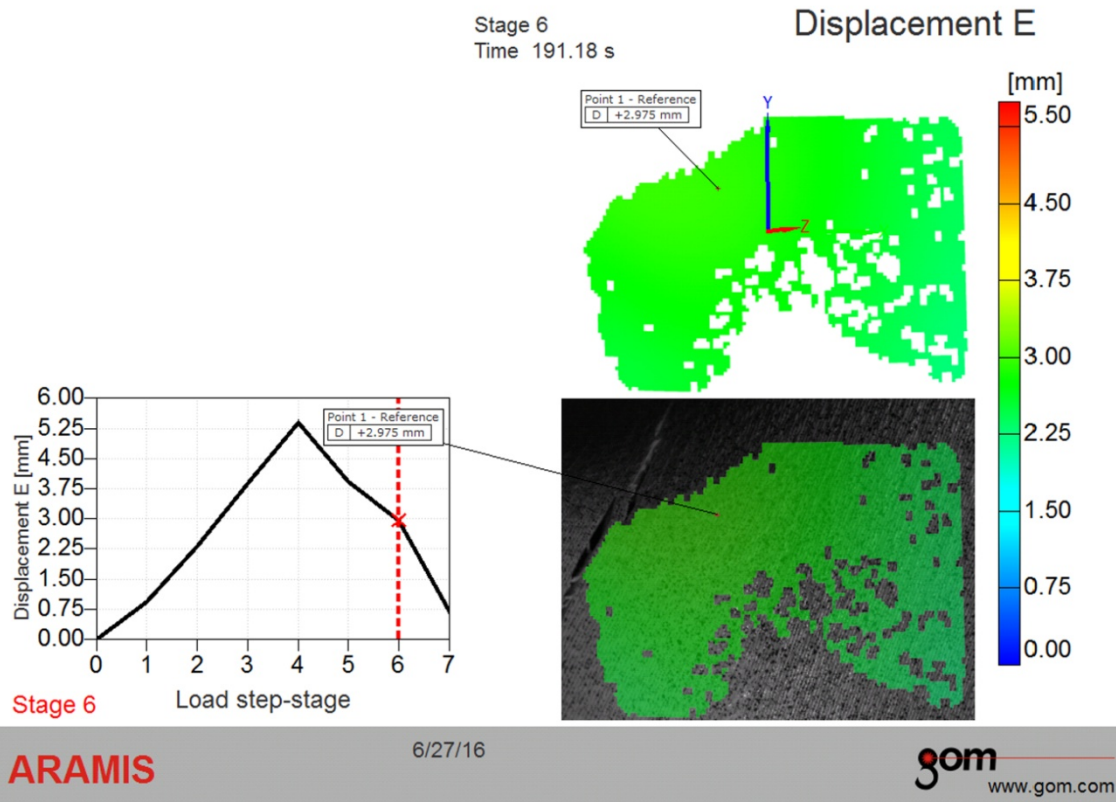 Stage 6
Time 191.18 s
Displacement E
[mm]
5.50
4.50
3.75
3.00
2.25
1.50
0.75
0.00
Point 1 - Reference
D +2.975 mm
Y
Z
Displacement E [mm]
6.00
5.25
4.50
3.75
3.00
2.25
1.50
0.75
0.00
Point 1 - Reference
D +2.975 mm
0 1 2 3 4 5 6 7
Stage 6
Load step-stage
ARAMIS
6/27/16
gom
www.gom.com